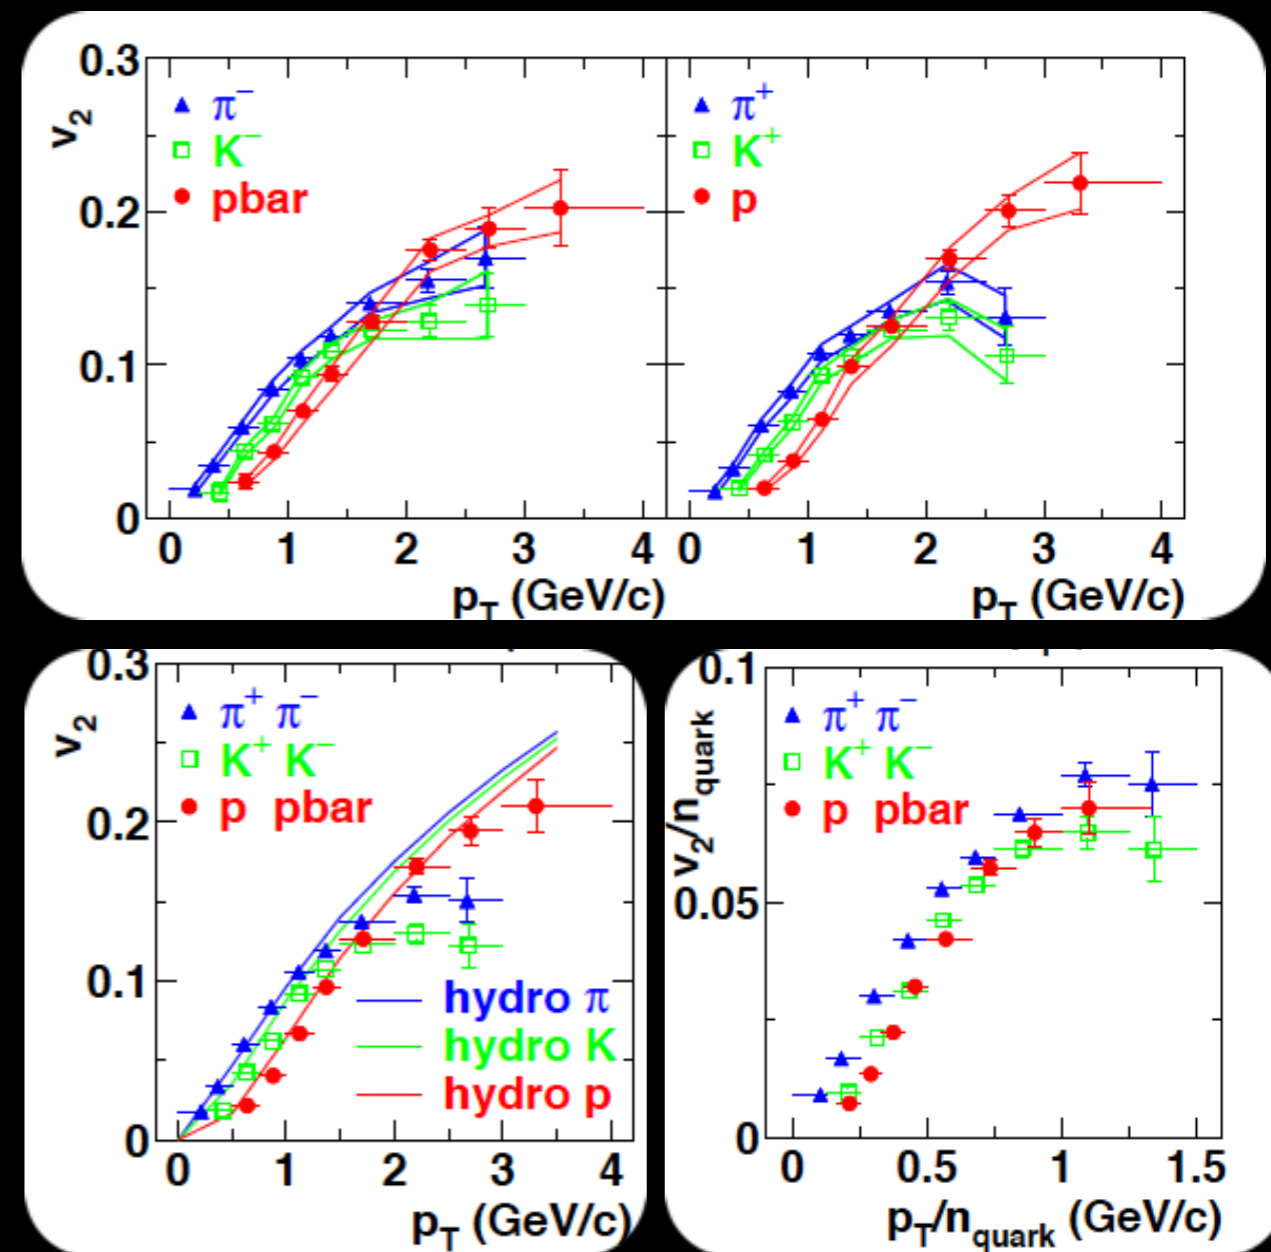 0.3
0.2
0.1
0
v2
π−
K−
pbar
π+
K+
p
0 1 2 3 4 0 1 2 3 4
pT (GeV/c)
pT (GeV/c)
0.3
0.2
0.1
0
v2
π+ π−
K+ K−
p pbar
hydro π
hydro K
hydro p
0 1 2 3 4
pT (GeV/c)
0.1
0.05
0
v2/nquark
π+ π−
K+ K−
p pbar
0 0.5 1 1.5
pT/nquark (GeV/c)